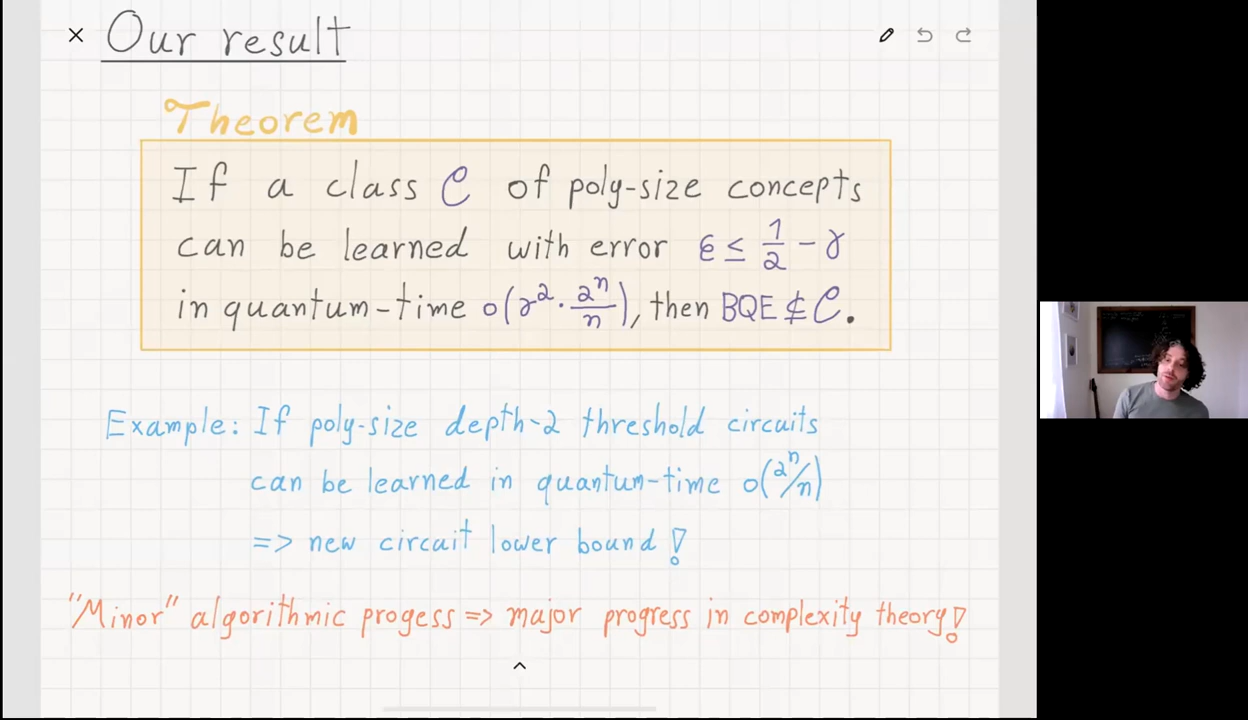 Our result
Theorem
If a class C of poly-size concepts
can be learned with error ε ≤ 1/2 - γ
in quantum-time o(γ² · 2ⁿ/n), then BQE ⊄ C.
Example: If poly-size depth-2 threshold circuits
can be learned in quantum-time o(2ⁿ/n)
=> new circuit lower bound!
"Minor" algorithmic progess => major progress in complexity theory!